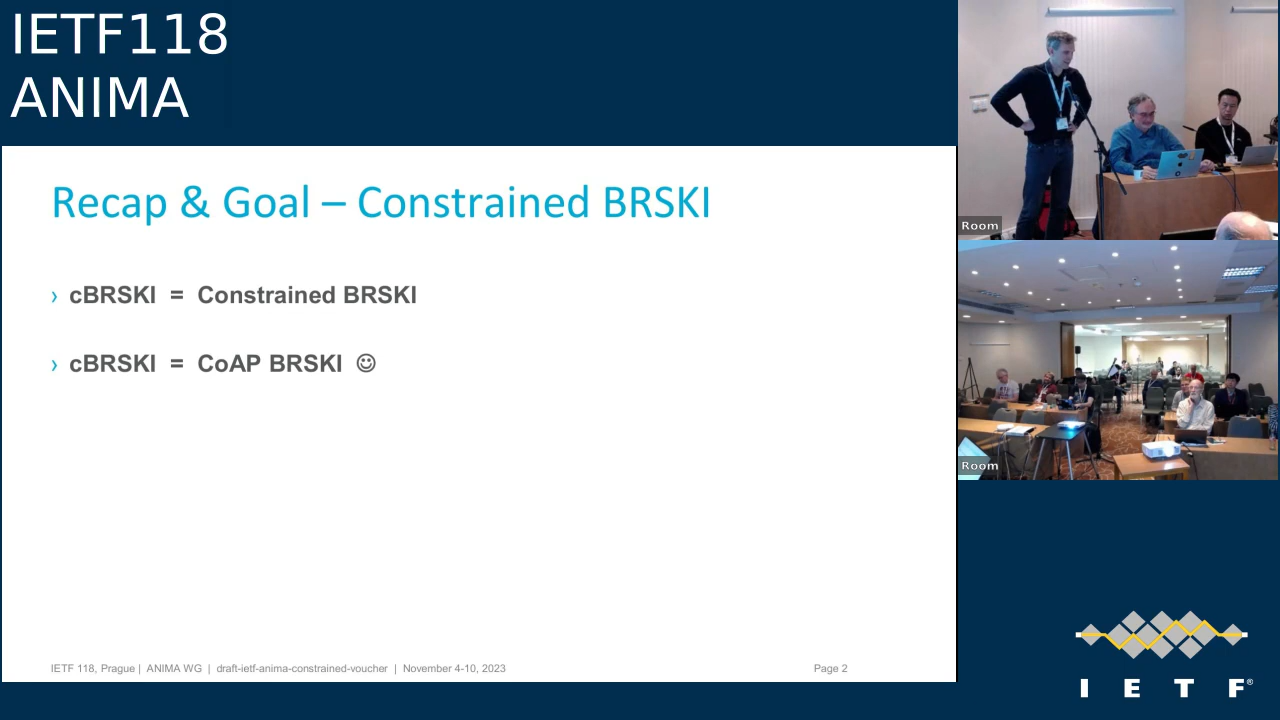 IETF118
ANIMA
Recap & Goal – Constrained BRSKI
› cBRSKI = Constrained BRSKI
› cBRSKI = CoAP BRSKI ☺
IETF 118, Prague | ANIMA WG | draft-ietf-anima-constrained-voucher | November 4-10, 2023
Page 2
Room
Room
I E T F®